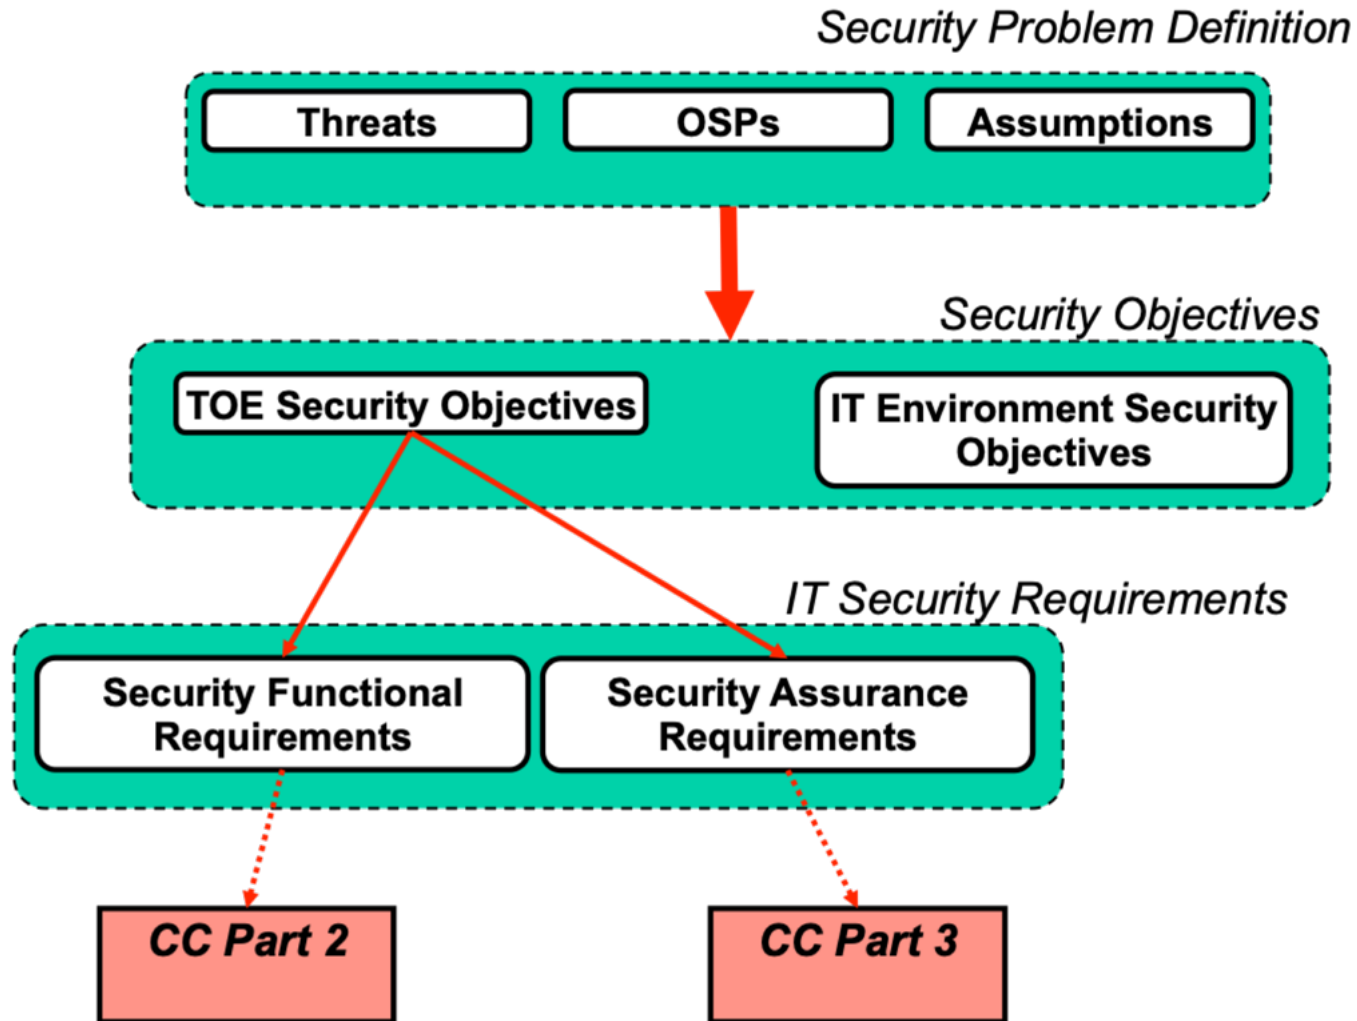 Security Problem Definition
Threats
OSPs
Assumptions
Security Objectives
TOE Security Objectives
IT Environment Security
Objectives
IT Security Requirements
Security Functional
Requirements
Security Assurance
Requirements
CC Part 2
CC Part 3